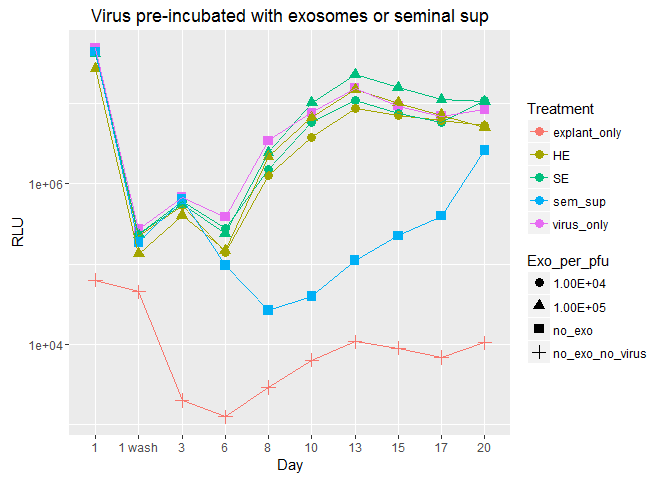 Virus pre-incubated with exosomes or seminal sup
RLU
1e+06
1e+04
1
1 wash
3
6
8
10
13
15
17
20
Day
Treatment
explant_only
HE
SE
sem_sup
virus_only
Exo_per_pfu
1.00E+04
1.00E+05
no_exo
no_exo_no_virus